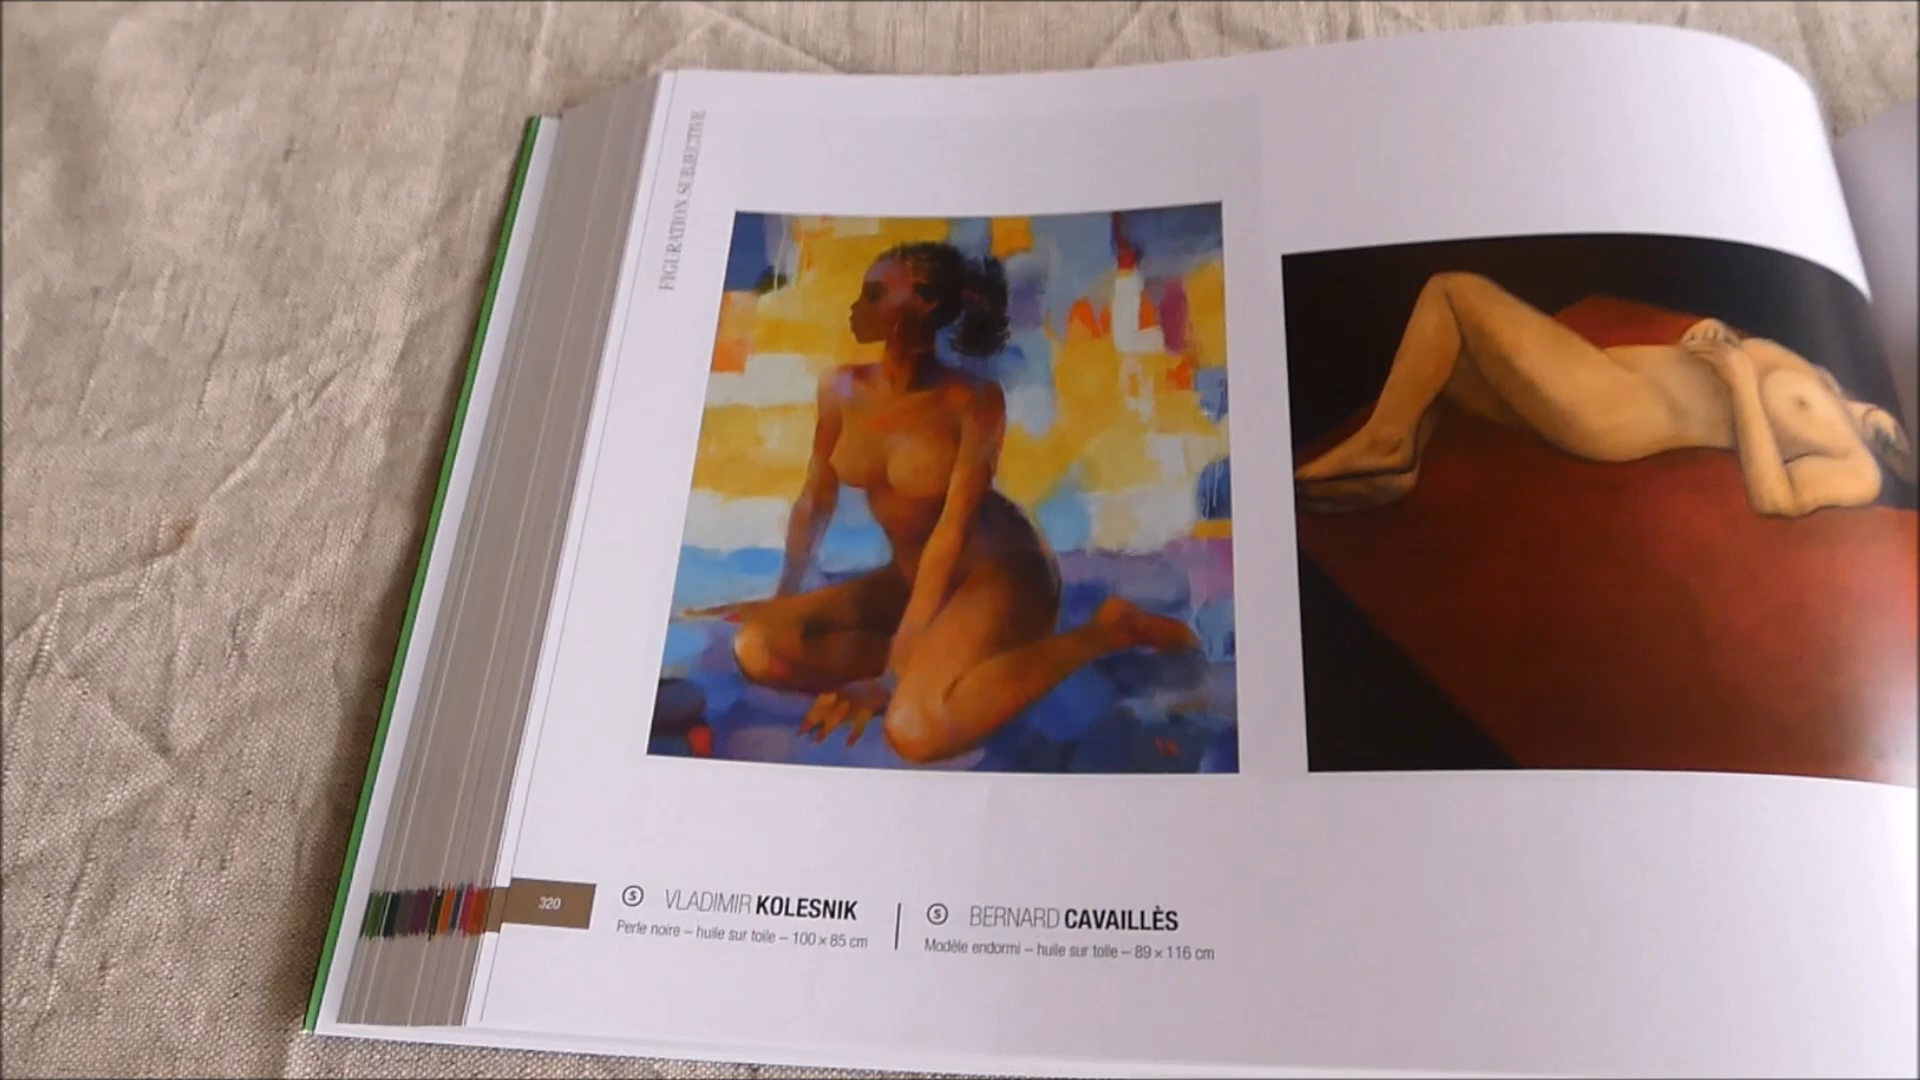 FIGURATION SUBJECTIVE
320
S VLADIMIR KOLESNIK
Perle noire – huile sur toile – 100 × 85 cm
S BERNARD CAVAILLÈS
Modèle endormi – huile sur toile – 89 × 116 cm